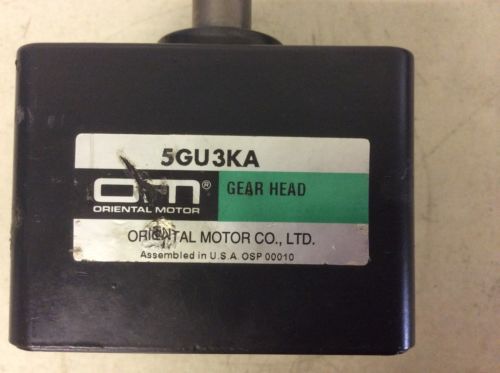 5GU3KA
om®
GEAR HEAD
ORIENTAL MOTOR
ORIENTAL MOTOR CO., LTD.
Assembled in U.S.A. OSP 00010